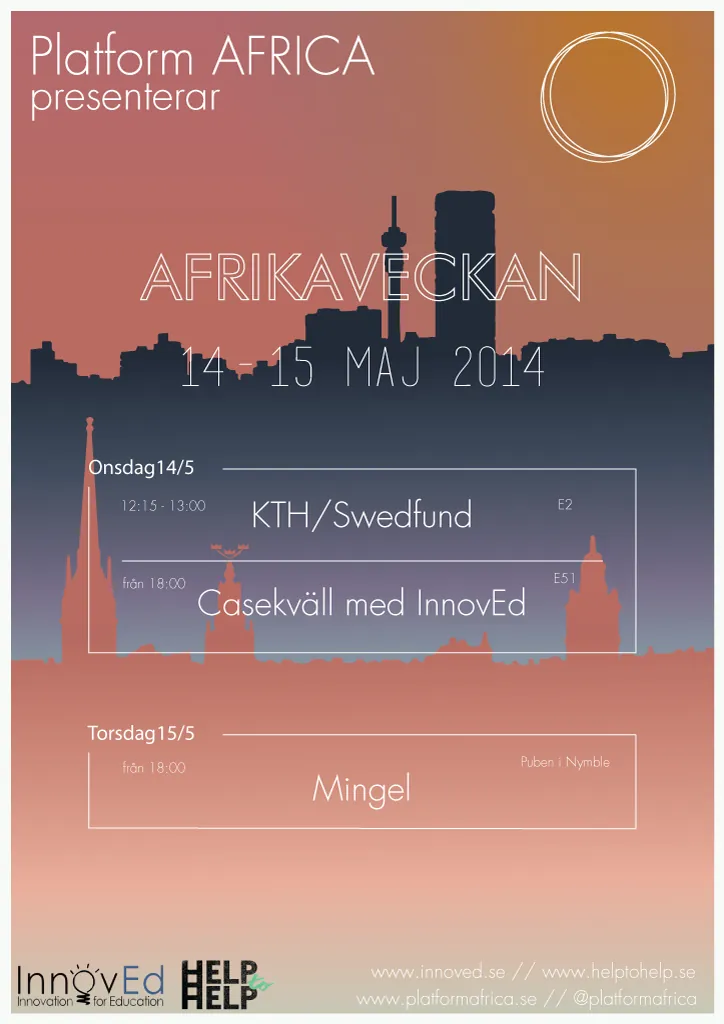 Platform AFRICA
presenterar
AFRIKAVECKAN
14-15 MAJ 2014
Onsdag14/5
12:15 - 13:00
KTH/Swedfund
E2
från 18:00
Casekväll med InnovEd
E51
Torsdag15/5
från 18:00
Mingel
Puben i Nymble
InnovEd
Innovation for Education
HELP to
HELP
www.innoved.se // www.helptohelp.se
www.platformafrica.se // @platformafrica